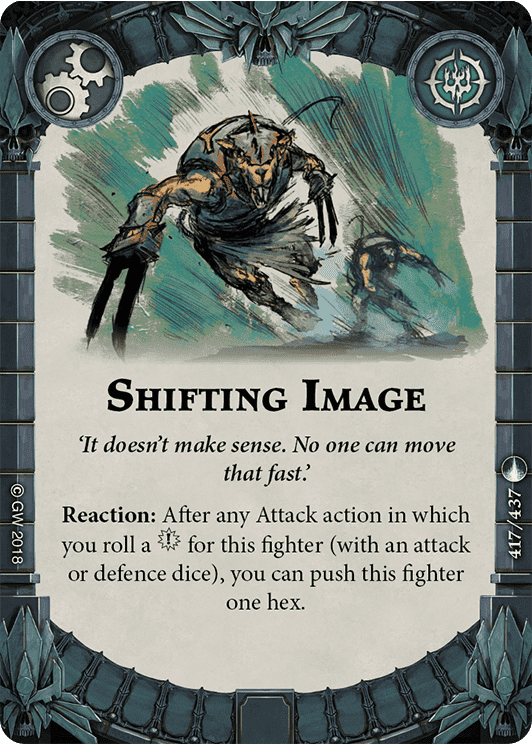 Shifting Image
‘It doesn’t make sense. No one can move
that fast.’
Reaction: After any Attack action in which
you roll a for this fighter (with an attack
or defence dice), you can push this fighter
one hex.
© GW 2018
417/437